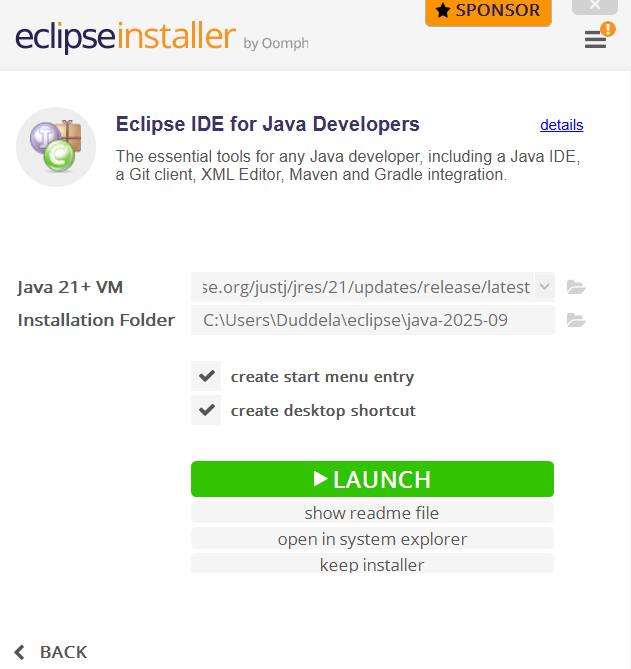 SPONSOR
eclipseinstaller by Oomph
Eclipse IDE for Java Developers
details
The essential tools for any Java developer, including a Java IDE,
a Git client, XML Editor, Maven and Gradle integration.
Java 21+ VM
se.org/justj/jres/21/updates/release/latest
Installation Folder
C:\Users\Duddela\eclipse\java-2025-09
create start menu entry
create desktop shortcut
LAUNCH
show readme file
open in system explorer
keep installer
BACK